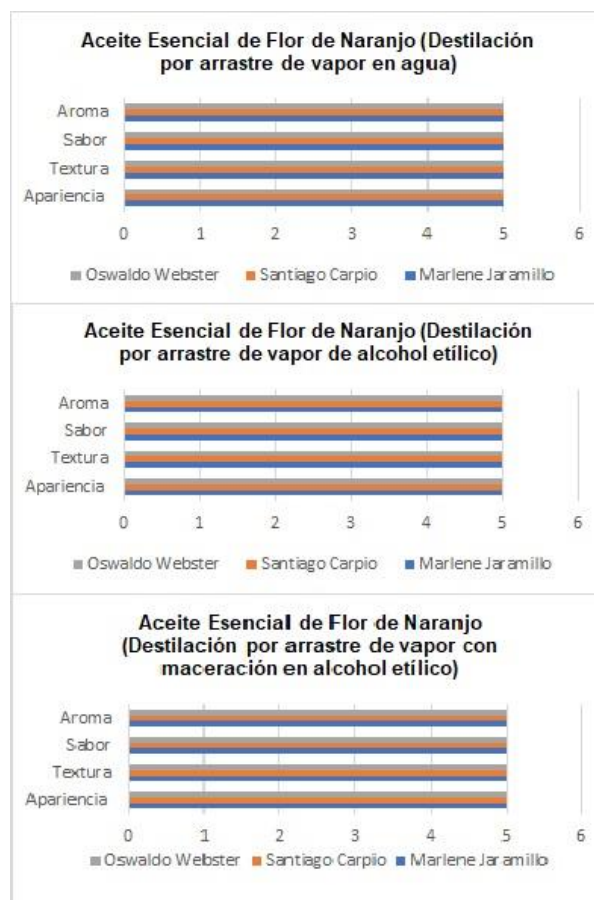 Aceite Esencial de Flor de Naranjo (Destilación
por arrastre de vapor en agua)
Aroma
Sabor
Textura
Apariencia
0 1 2 3 4 5 6
Oswaldo Webster Santiago Carpio Marlene Jaramillo
Aceite Esencial de Flor de Naranjo (Destilación
por arrastre de vapor de alcohol etílico)
Aroma
Sabor
Textura
Apariencia
0 1 2 3 4 5 6
Oswaldo Webster Santiago Carpio Marlene Jaramillo
Aceite Esencial de Flor de Naranjo
(Destilación por arrastre de vapor con
maceración en alcohol etílico)
Aroma
Sabor
Textura
Apariencia
0 1 2 3 4 5 6
Oswaldo Webster Santiago Carpio Marlene Jaramillo